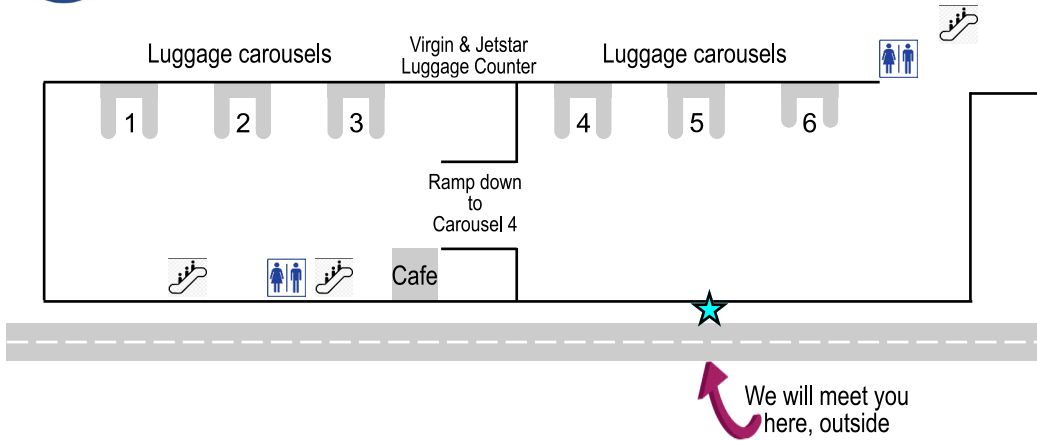 Luggage carousels
Virgin & Jetstar
Luggage Counter
Luggage carousels
1
2
3
4
5
6
Ramp down
to
Carousel 4
Cafe
We will meet you
here, outside